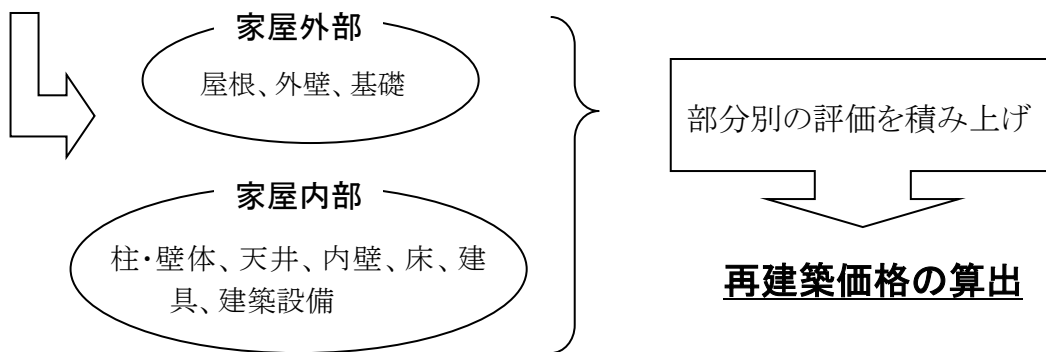 家屋外部
屋根、外壁、基礎
家屋内部
柱・壁体、天井、内壁、床、建
具、建築設備
部分別の評価を積み上げ
再建築価格の算出